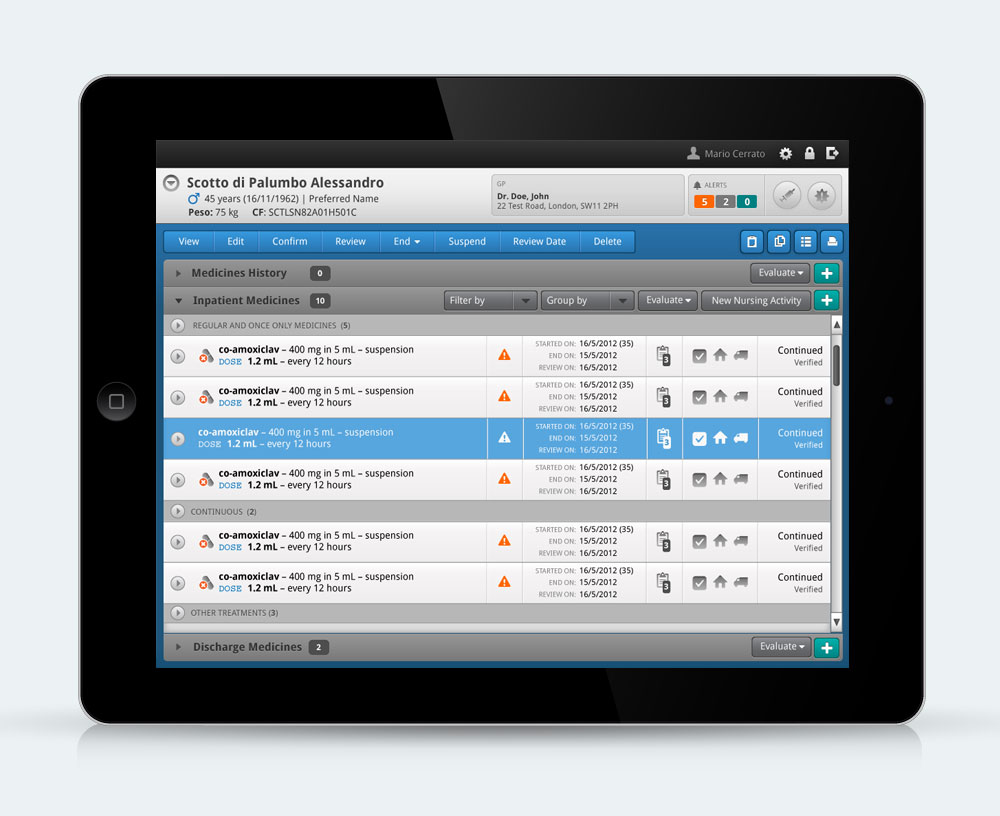 Mario Cerrato
Scotto di Palumbo Alessandro
45 years (16/11/1962) | Preferred Name
Peso: 75 kg CF: SCTLSN82A01H501C
GP
Dr. Doe, John
22 Test Road, London, SW11 2PH
ALERTS
5 2 0
View Edit Confirm Review End Suspend Review Date Delete
Medicines History 0 Evaluate +
Inpatient Medicines 10 Filter by Group by Evaluate New Nursing Activity +
REGULAR AND ONCE ONLY MEDICINES (5)
co-amoxiclav – 400 mg in 5 mL – suspension
DOSE 1.2 mL – every 12 hours
STARTED ON: 16/5/2012 (35)
END ON: 15/5/2012
REVIEW ON: 16/5/2012
3
Continued
Verified
co-amoxiclav – 400 mg in 5 mL – suspension
DOSE 1.2 mL – every 12 hours
STARTED ON: 16/5/2012 (35)
END ON: 15/5/2012
REVIEW ON: 16/5/2012
3
Continued
Verified
co-amoxiclav – 400 mg in 5 mL – suspension
DOSE 1.2 mL – every 12 hours
STARTED ON: 16/5/2012 (35)
END ON: 15/5/2012
REVIEW ON: 16/5/2012
3
Continued
Verified
co-amoxiclav – 400 mg in 5 mL – suspension
DOSE 1.2 mL – every 12 hours
STARTED ON: 16/5/2012 (35)
END ON: 15/5/2012
REVIEW ON: 16/5/2012
3
Continued
Verified
CONTINUOUS (2)
co-amoxiclav – 400 mg in 5 mL – suspension
DOSE 1.2 mL – every 12 hours
STARTED ON: 16/5/2012 (35)
END ON: 15/5/2012
REVIEW ON: 16/5/2012
3
Continued
Verified
co-amoxiclav – 400 mg in 5 mL – suspension
DOSE 1.2 mL – every 12 hours
STARTED ON: 16/5/2012 (35)
END ON: 15/5/2012
REVIEW ON: 16/5/2012
3
Continued
Verified
OTHER TREATMENTS (3)
Discharge Medicines 2 Evaluate +